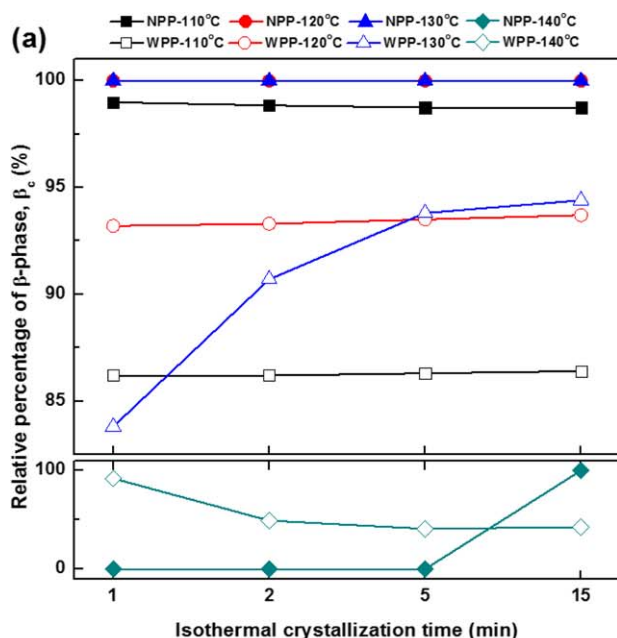 (a)
NPP-110°C NPP-120°C NPP-130°C NPP-140°C
WPP-110°C WPP-120°C WPP-130°C WPP-140°C
Relative percentage of β-phase, βc (%)
100
95
90
85
100
0
1 2 5 15
Isothermal crystallization time (min)